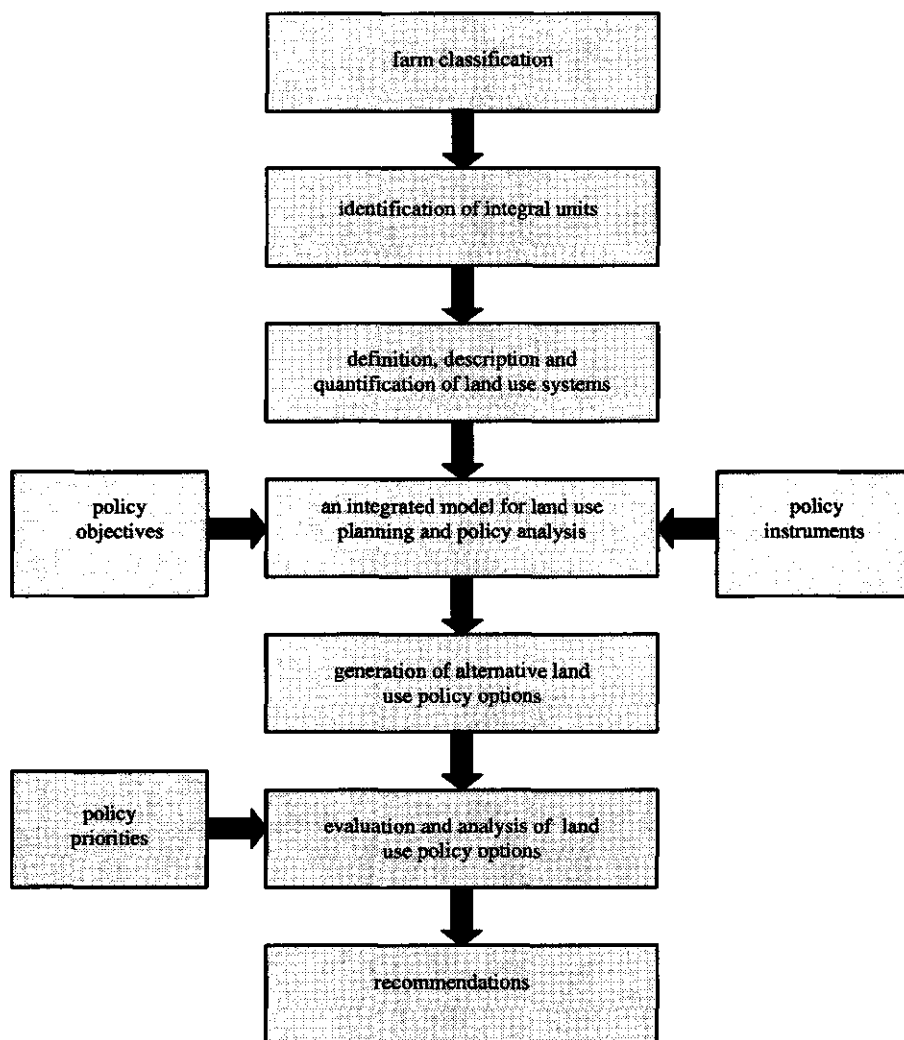 farm classification
identification of integral units
definition, description and
quantification of land use systems
policy
objectives
an integrated model for land use
planning and policy analysis
policy
instruments
generation of alternative land
use policy options
policy
priorities
evaluation and analysis of land
use policy options
recommendations